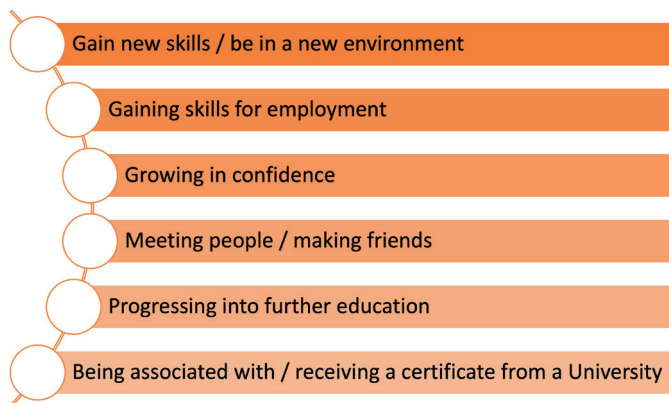 Gain new skills / be in a new environment
Gaining skills for employment
Growing in confidence
Meeting people / making friends
Progressing into further education
Being associated with / receiving a certificate from a University